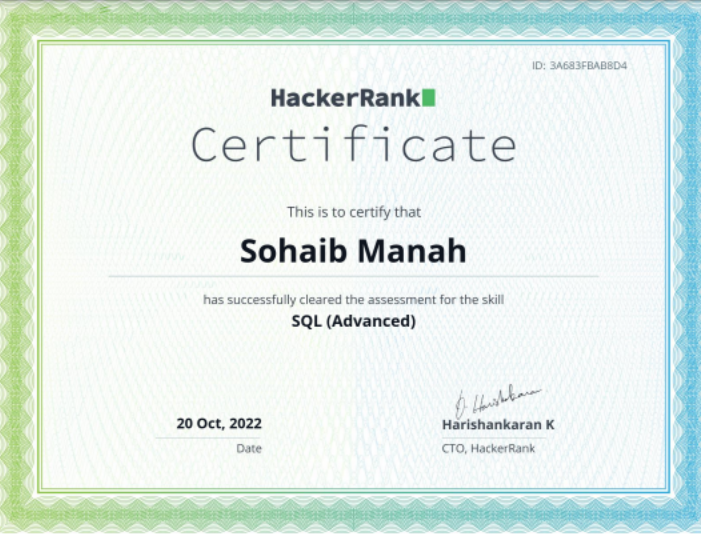 ID: 3A683FBAB8D4
HackerRank
Certificate
This is to certify that
Sohaib Manah
has successfully cleared the assessment for the skill
SQL (Advanced)
20 Oct, 2022
Date
Harishankaran K
CTO, HackerRank